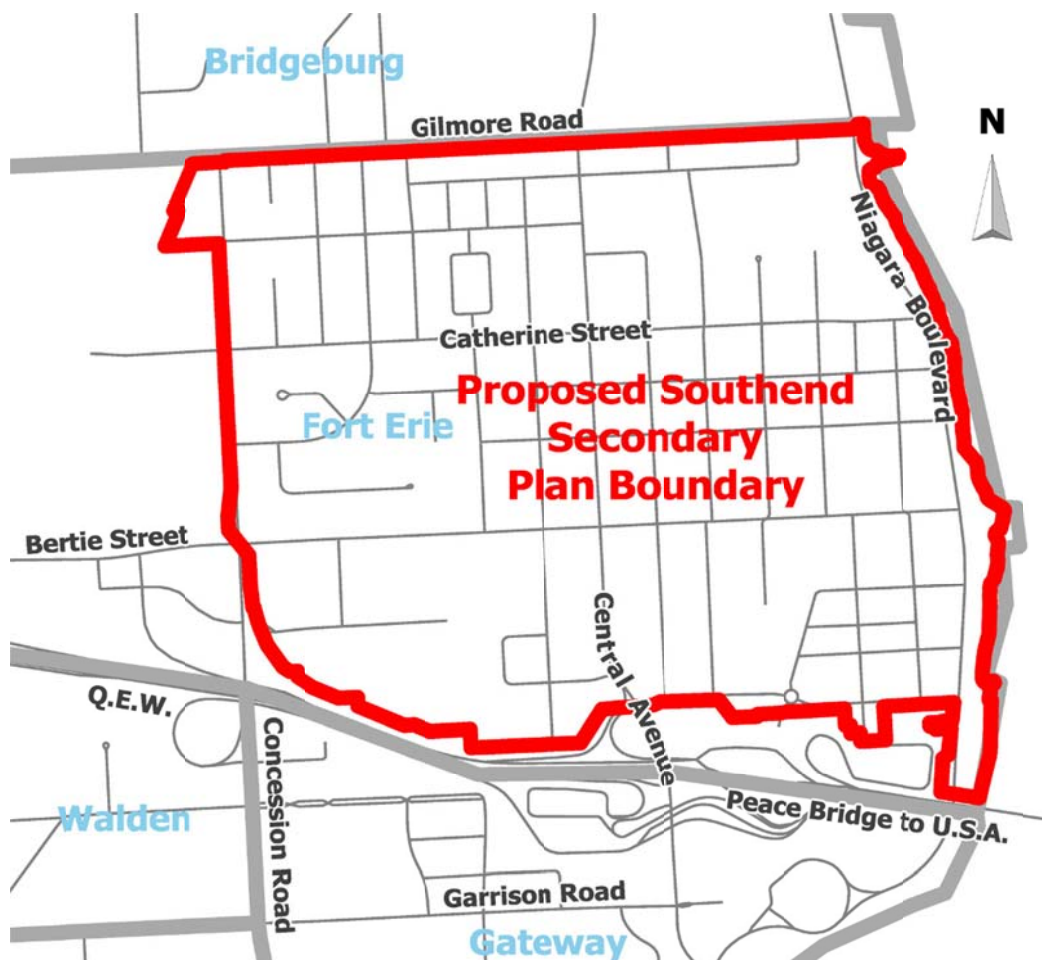 Bridgeburg
Gilmore Road
N
Niagara Boulevard
Catherine Street
Proposed Southend
Secondary
Plan Boundary
Fort Erie
Bertie Street
Central Avenue
Q.E.W.
Concession Road
Peace Bridge to U.S.A.
Walden
Garrison Road
Gateway